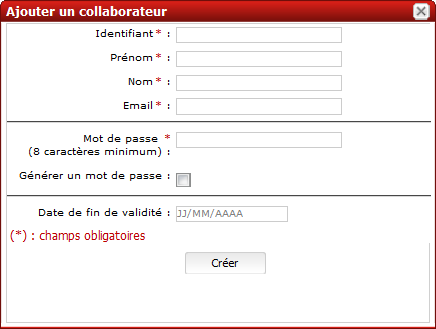 Ajouter un collaborateur
Identifiant* :
Prénom* :
Nom* :
Email* :
Mot de passe *
(8 caractères minimum) :
Générer un mot de passe :
Date de fin de validité : JJ/MM/AAAA
(*) : champs obligatoires
Créer